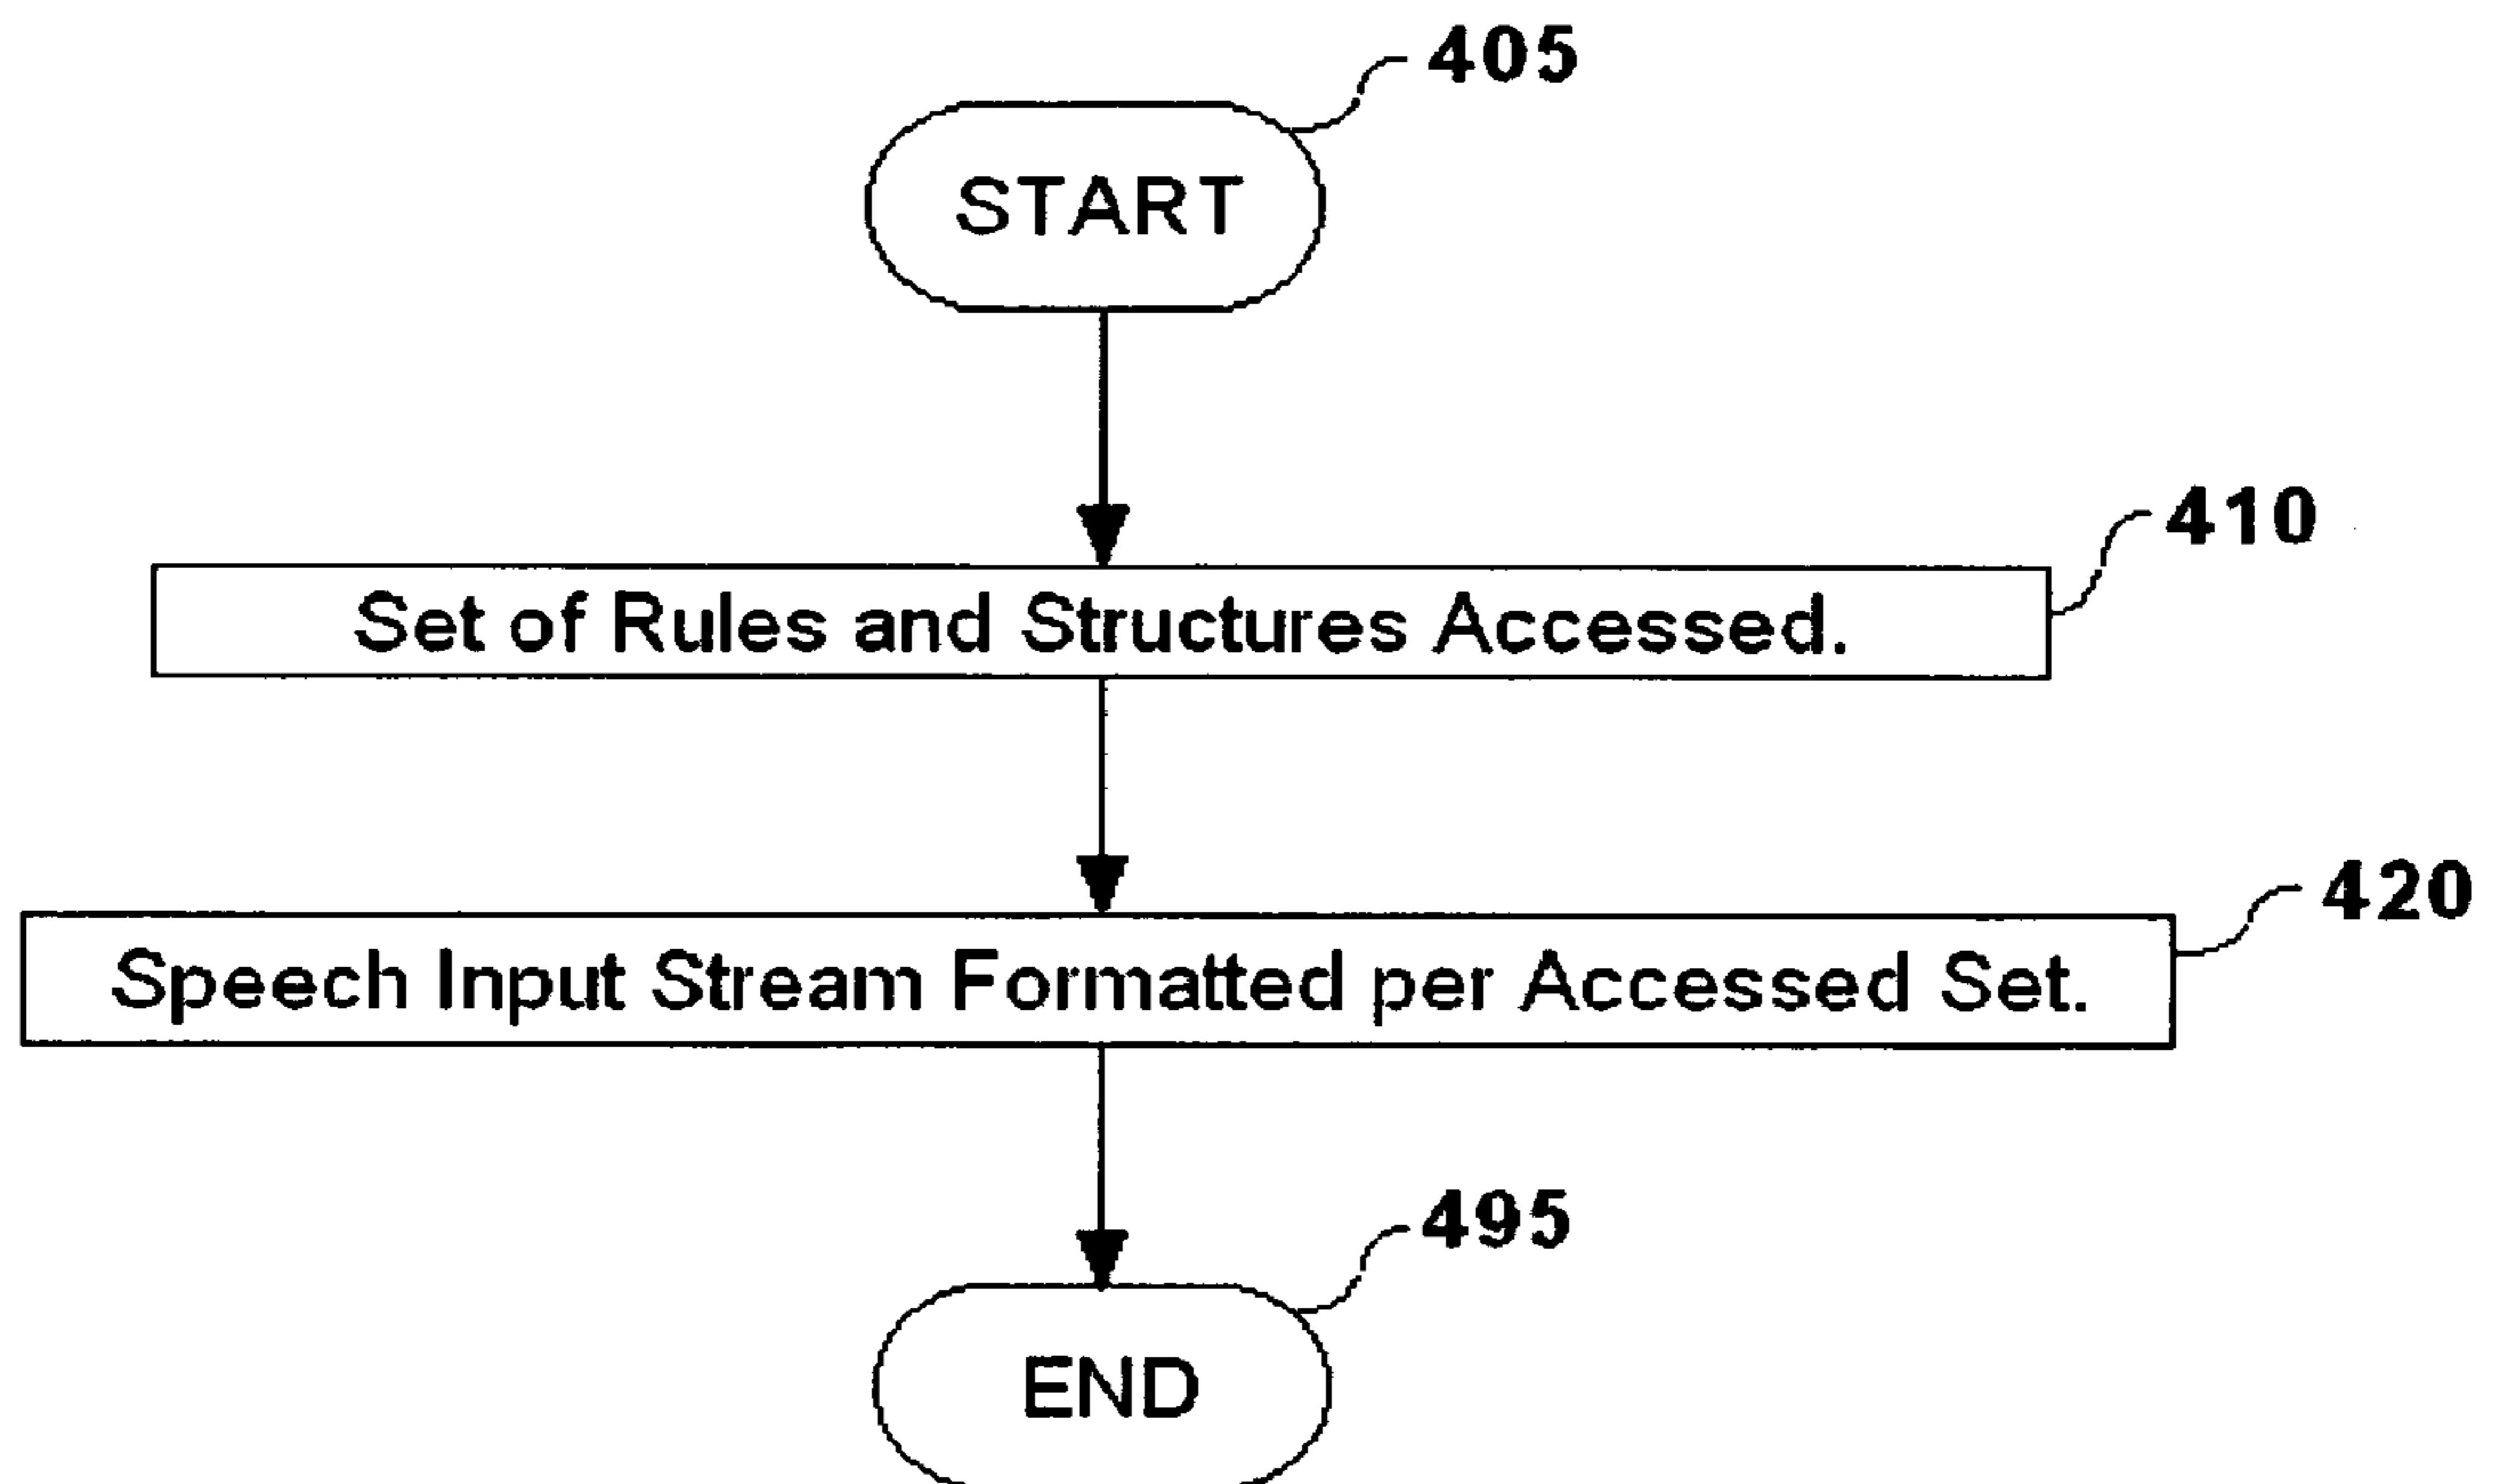 405
START
410
Set of Rules and Structures Accessed.
420
Speech Input Stream Formatted per Accessed Set.
495
END